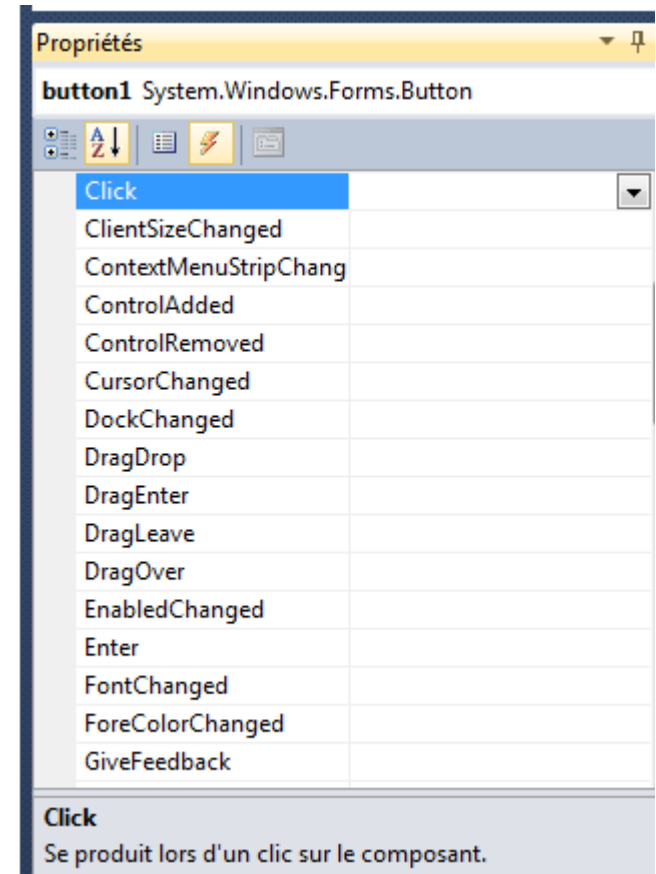 Propriétés
button1 System.Windows.Forms.Button
Click
ClientSizeChanged
ContextMenuStripChang
ControlAdded
ControlRemoved
CursorChanged
DockChanged
DragDrop
DragEnter
DragLeave
DragOver
EnabledChanged
Enter
FontChanged
ForeColorChanged
GiveFeedback
Click
Se produit lors d'un clic sur le composant.